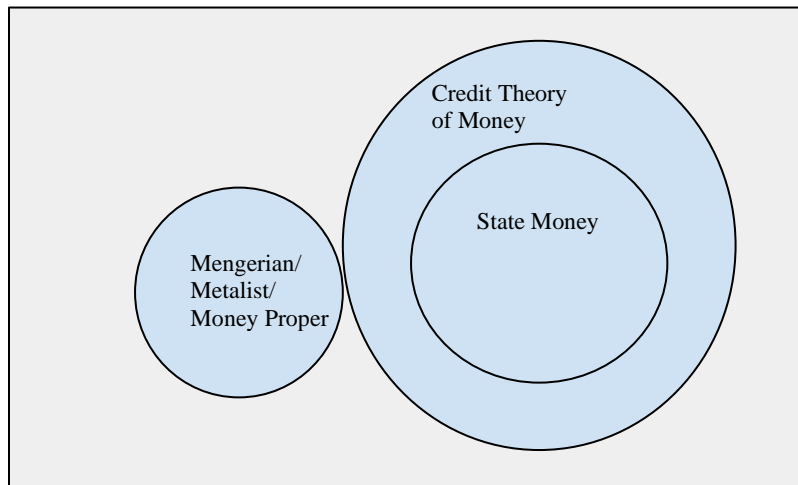 Credit Theory
of Money
State Money
Mengerian/
Metalist/
Money Proper